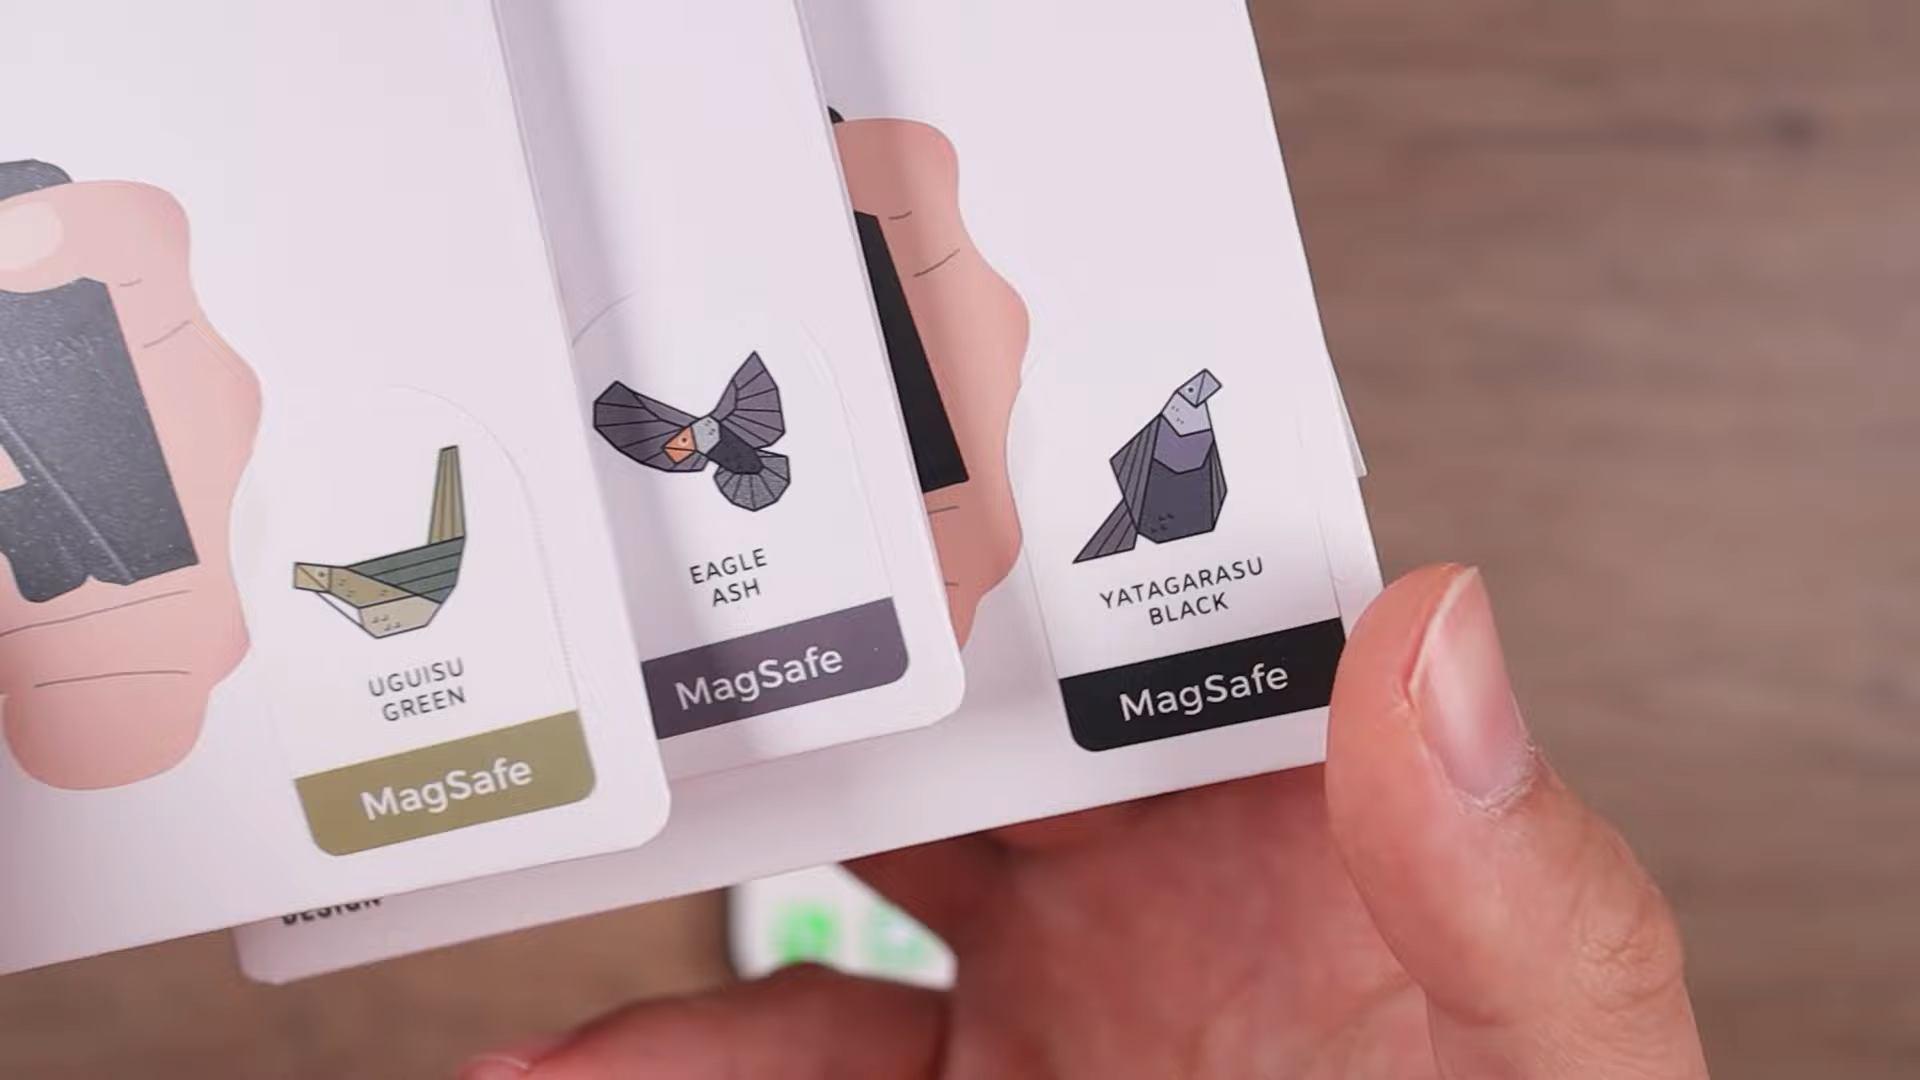 UGUISU
GREEN
MagSafe
EAGLE
ASH
MagSafe
YATAGARASU
BLACK
MagSafe
DESIGN